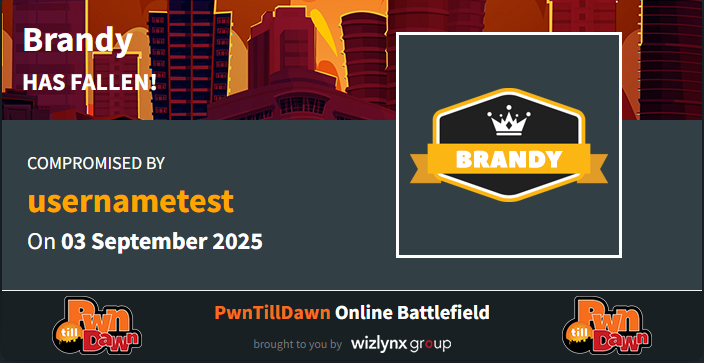 Brandy
HAS FALLEN!
BRANDY
COMPROMISED BY
usernametest
On 03 September 2025
Pwn
till
Dawn
PwnTillDawn Online Battlefield
brought to you by wizlynx group
Pwn
till
Dawn